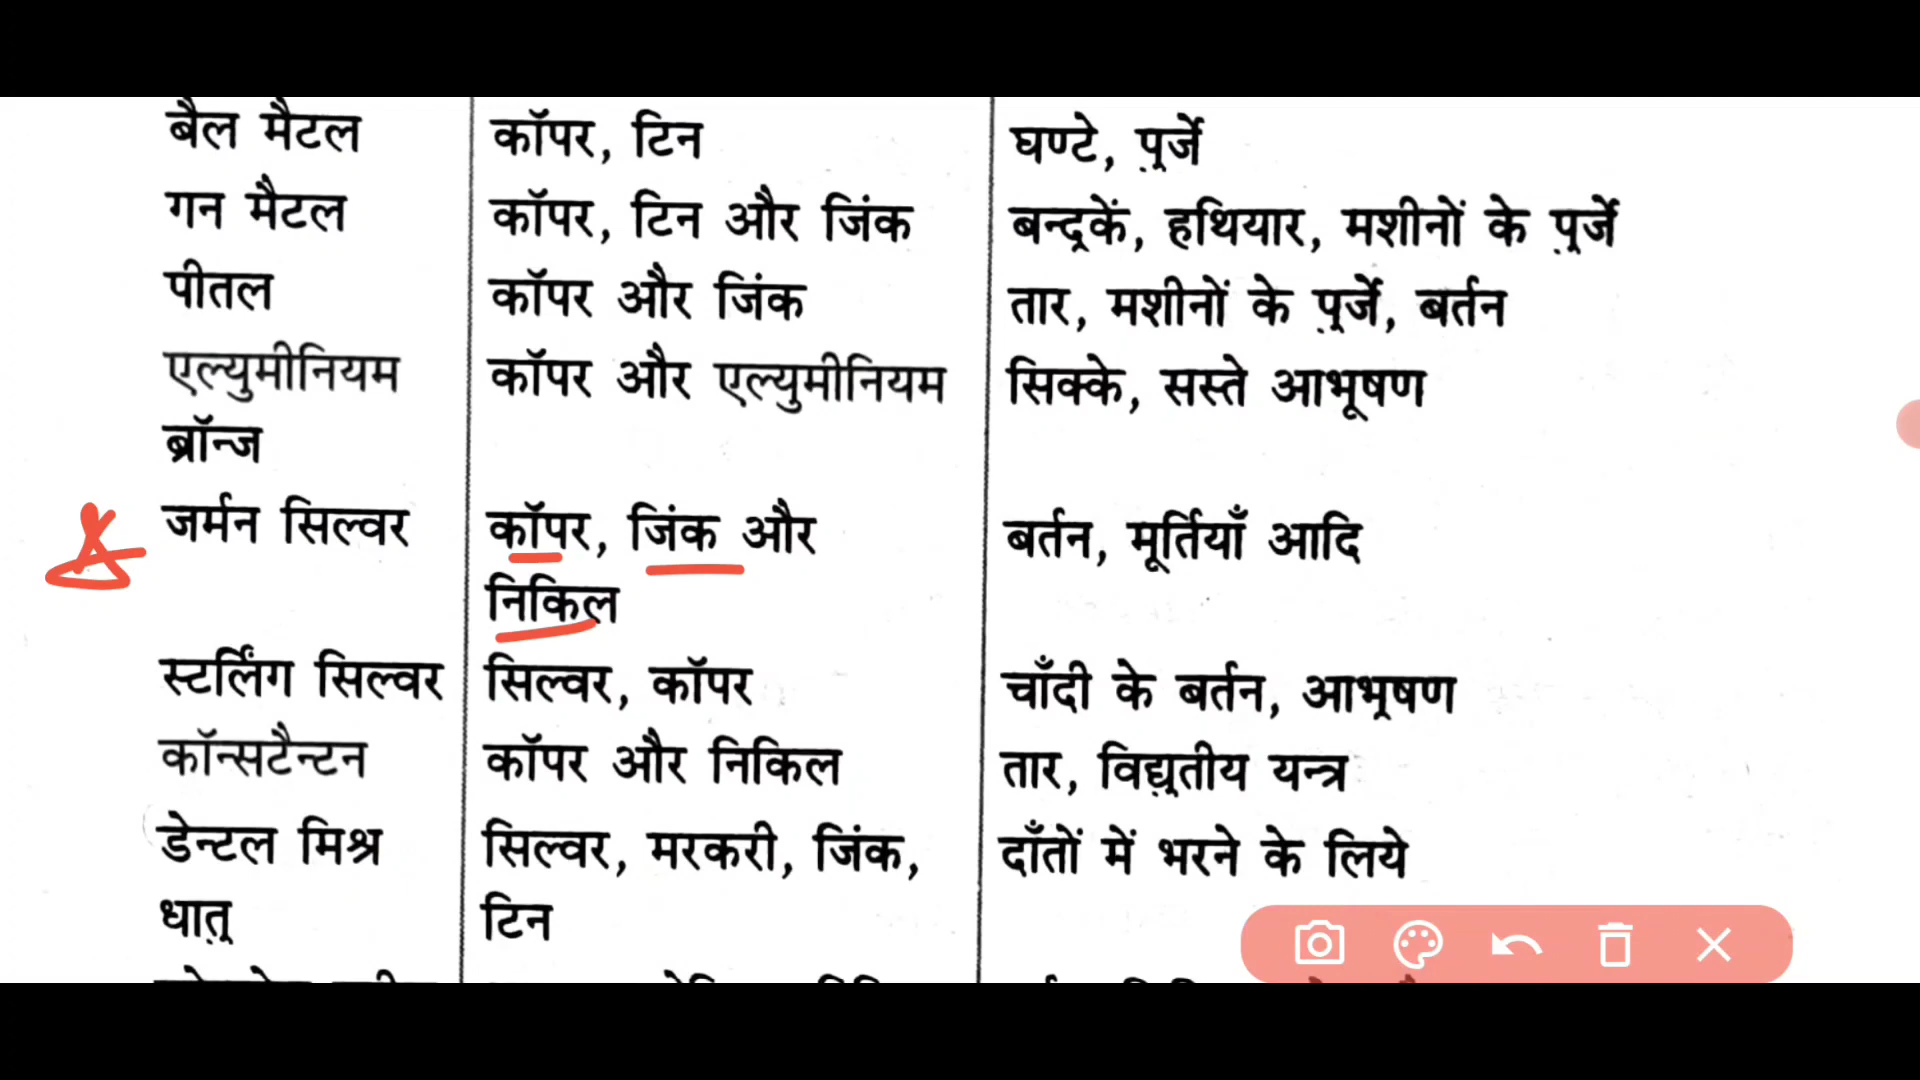 बैल मैटल कॉपर, टिन घण्टे, पुर्जे
गन मैटल कॉपर, टिन और जिंक बन्दूकें, हथियार, मशीनों के पुर्जे
पीतल कॉपर और जिंक तार, मशीनों के पुर्जे, बर्तन
एल्युमीनियम कॉपर और एल्युमीनियम सिक्के, सस्ते आभूषण
ब्रॉन्ज
जर्मन सिल्वर कॉपर, जिंक और बर्तन, मूर्तियाँ आदि
निकिल
स्टर्लिंग सिल्वर सिल्वर, कॉपर चाँदी के बर्तन, आभूषण
कॉन्सटैन्टन कॉपर और निकिल तार, विद्युतीय यन्त्र
डेन्टल मिश्र सिल्वर, मरकरी, जिंक, दाँतों में भरने के लिये
धातु टिन